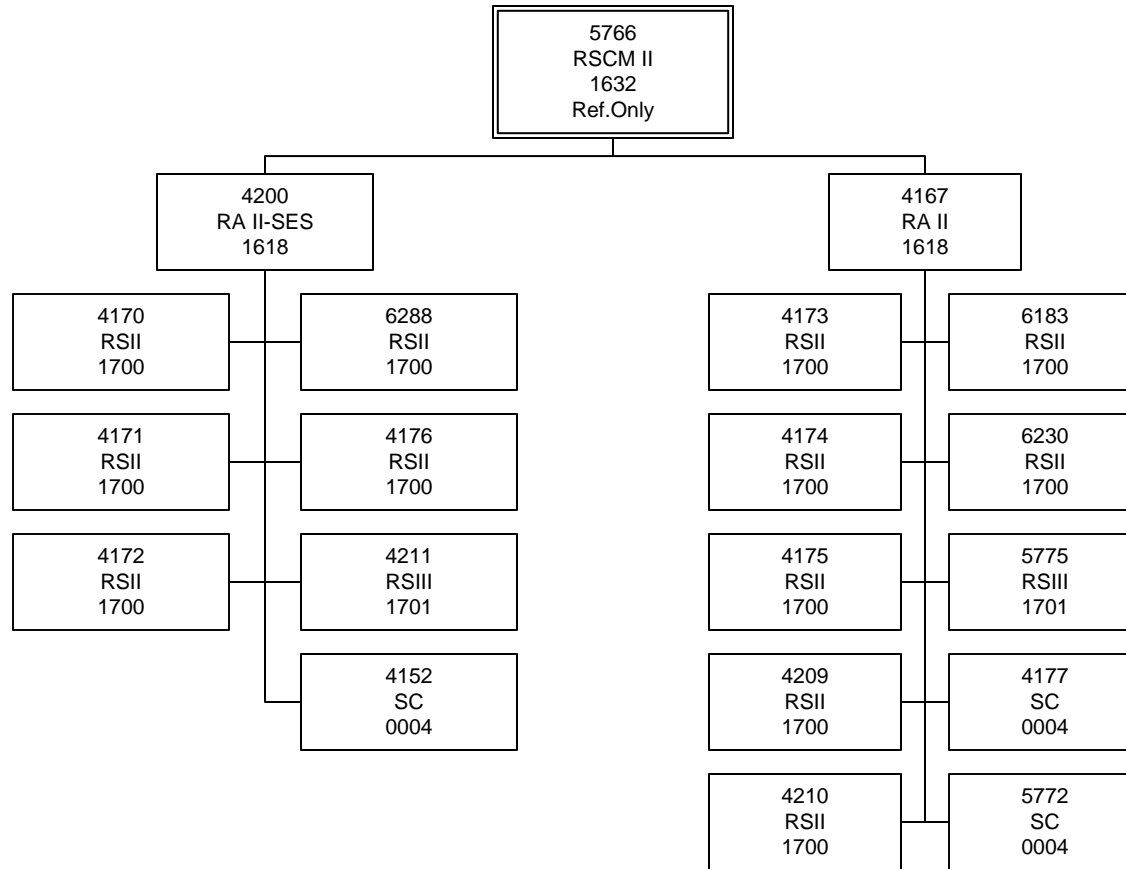 5766
RSCM II
1632
Ref.Only
4200
RA II-SES
1618
4167
RA II
1618
4170
RSII
1700
6288
RSII
1700
4173
RSII
1700
6183
RSII
1700
4171
RSII
1700
4176
RSII
1700
4174
RSII
1700
6230
RSII
1700
4172
RSII
1700
4211
RSIII
1701
4175
RSII
1700
5775
RSIII
1701
4152
SC
0004
4209
RSII
1700
4177
SC
0004
4210
RSII
1700
5772
SC
0004